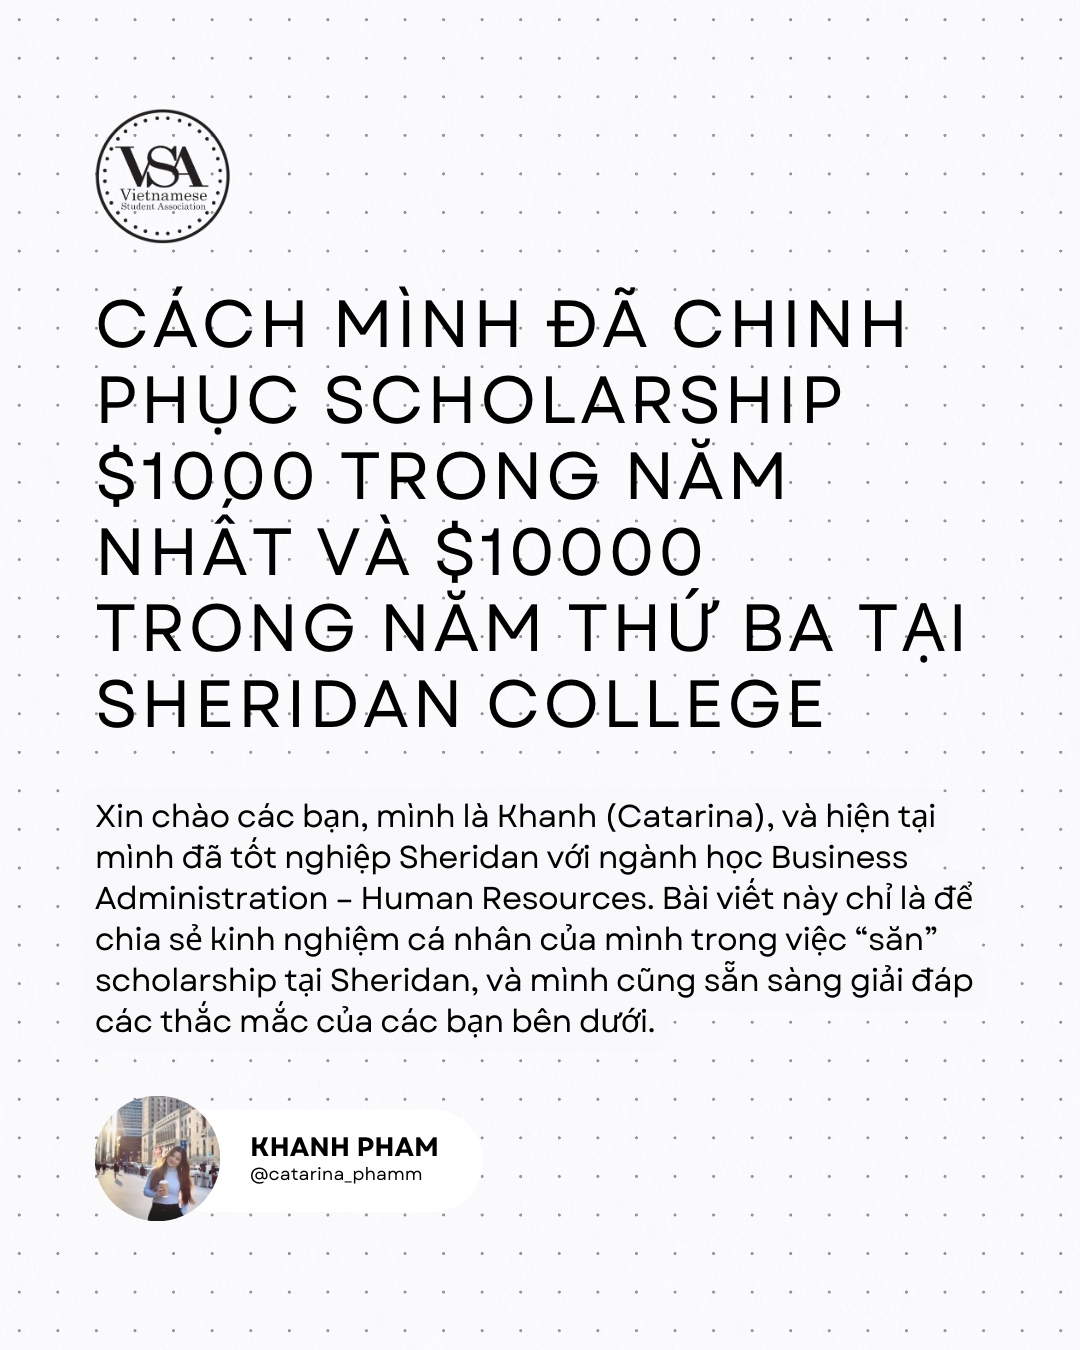 VSA
Vietnamese
Student Association
CÁCH MÌNH ĐÃ CHINH
PHỤC SCHOLARSHIP
$1000 TRONG NĂM
NHẤT VÀ $10000
TRONG NĂM THỨ BA TẠI
SHERIDAN COLLEGE
Xin chào các bạn, mình là Khanh (Catarina), và hiện tại
mình đã tốt nghiệp Sheridan với ngành học Business
Administration – Human Resources. Bài viết này chỉ là để
chia sẻ kinh nghiệm cá nhân của mình trong việc “săn”
scholarship tại Sheridan, và mình cũng sẵn sàng giải đáp
các thắc mắc của các bạn bên dưới.
KHANH PHAM
@catarina_phamm